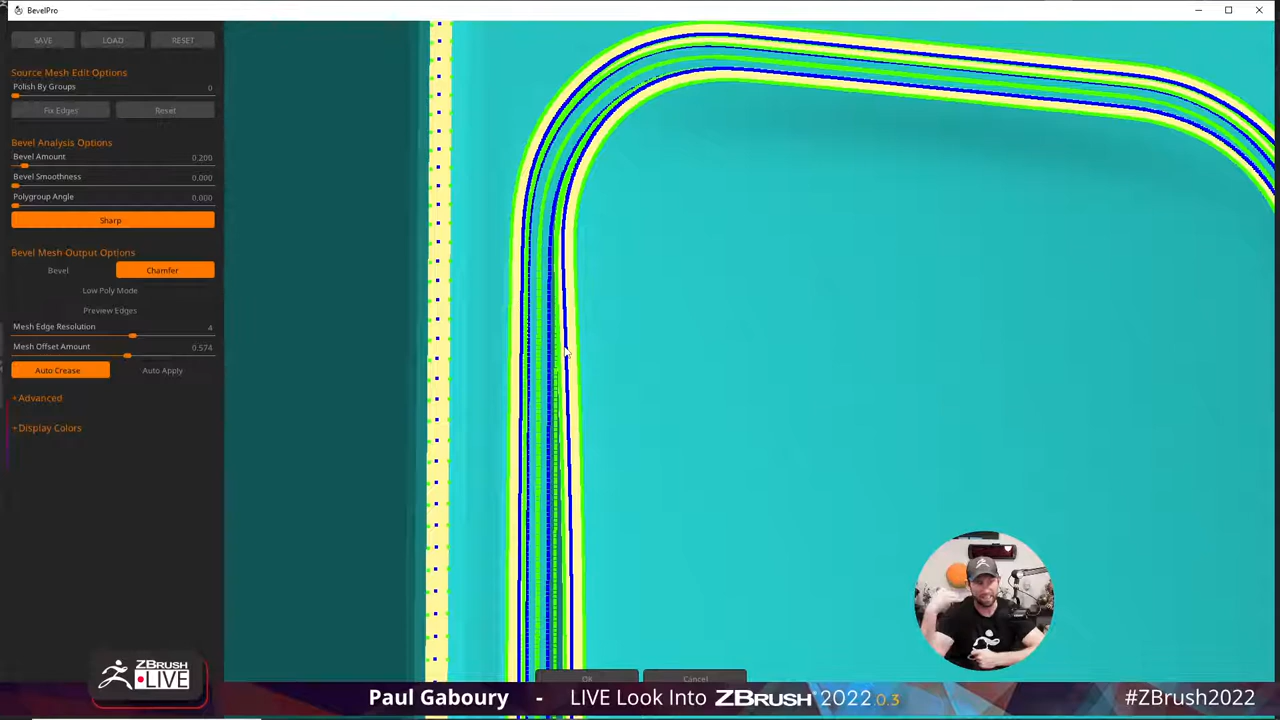 BevelPro
SAVE LOAD RESET
Source Mesh Edit Options
Polish By Groups 0
Fix Edges Reset
Bevel Analysis Options
Bevel Amount 0.200
Bevel Smoothness 0.000
Polygroup Angle 0.000
Sharp
Bevel Mesh Output Options
Bevel Chamfer
Low Poly Mode
Preview Edges
Mesh Edge Resolution 4
Mesh Offset Amount 0.574
Auto Crease Auto Apply
+Advanced
+Display Colors
OK Cancel
ZBRUSH
LIVE
Paul Gaboury - LIVE Look Into ZBRUSH® 2022.0.3 #ZBrush2022